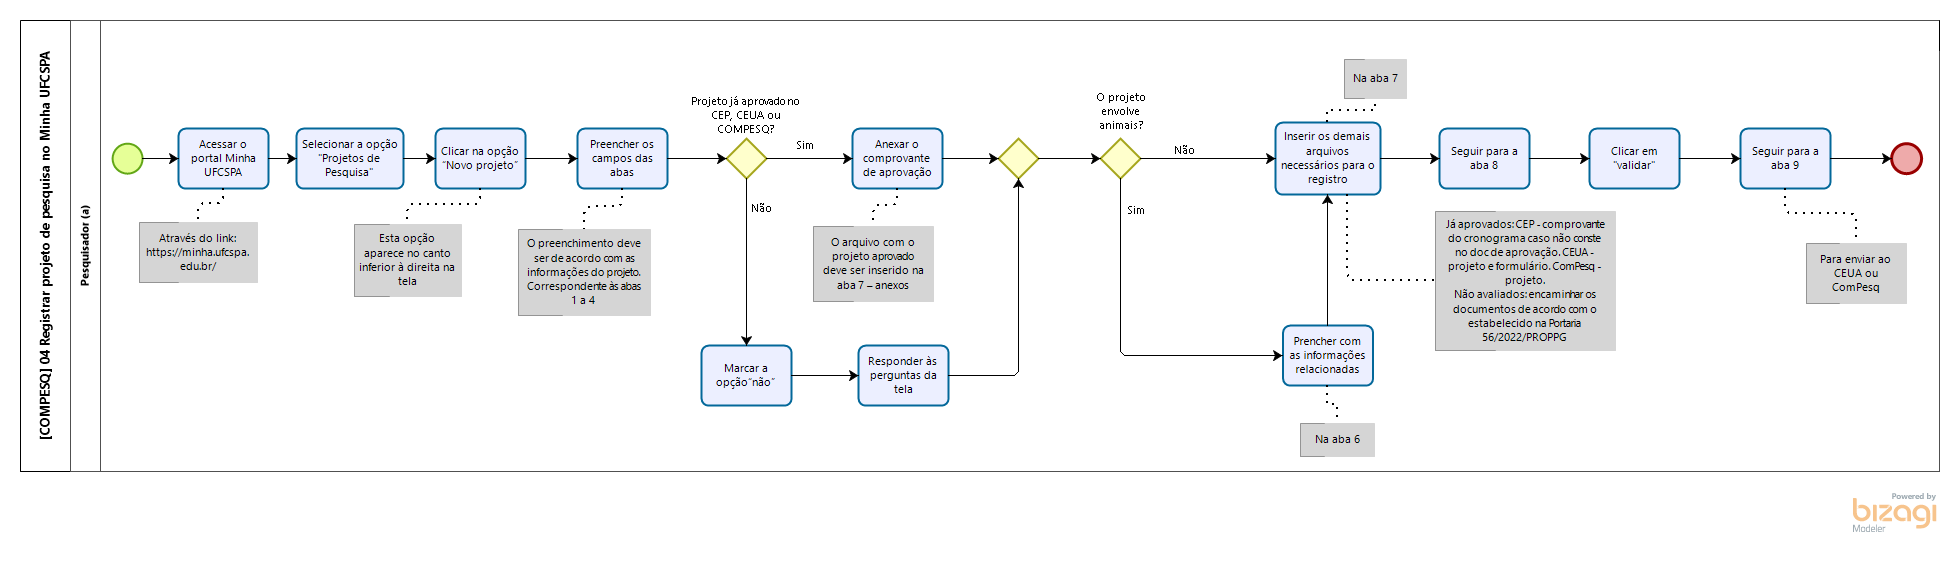 [COMPESQ] 04 Registrar projeto de pesquisa no Minha UFCSPA
Pesquisador (a)
Acessar o
portal Minha
UFCSPA
Através do link:
https://minha.ufcspa.
edu.br/
Selecionar a opção
"Projetos de
Pesquisa"
Clicar na opção
"Novo projeto"
Esta opção
aparece no canto
inferior à direita na
tela
Preencher os
campos das
abas
O preenchimento deve
ser de acordo com as
informações do projeto.
Correspondente às abas
1 a 4
Projeto já aprovado no
CEP, CEUA ou
COMPESQ?
Sim
Não
Anexar o
comprovante
de aprovação
O arquivo com o
projeto aprovado
deve ser inserido na
aba 7 – anexos
Marcar a
opção"não"
Responder às
perguntas da
tela
O projeto
envolve
animais?
Não
Sim
Na aba 7
Inserir os demais
arquivos
necessários para o
registro
Já aprovados: CEP - comprovante
do cronograma caso não conste
no doc de aprovação. CEUA -
projeto e formulário. ComPesq -
projeto.
Não avaliados: encaminhar os
documentos de acordo com o
estabelecido na Portaria
56/2022/PROPPG
Prencher com
as informações
relacionadas
Na aba 6
Seguir para a
aba 8
Clicar em
"validar"
Seguir para a
aba 9
Para enviar ao
CEUA ou
ComPesq
Powered by
bizagi
Modeler